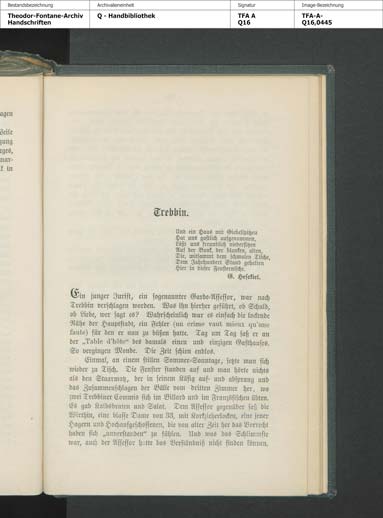 Bestandsbezeichnung
Archivalieneinheit
Signatur
Image-Bezeichnung
Theodor-Fontane-Archiv
Handschriften
Q - Handbibliothek
TFA A
Q16
TFA-A-
Q16,0445
Trebbin.
Und ein Haus mit Giebelspitzen
Hat uns gastlich aufgenommen,
Läßt uns freundlich niedersitzen
Auf der Bank, der blanken, alten,
Die, mitsammt dem schmalen Tische,
Dem Jahrhundert Stand gehalten
Hier in dieser Fensternische.
G. Hesekiel.
Ein junger Jurist, ein sogenannter Garde-Assessor, war nach
Trebbin verschlagen worden. Was ihn hierher geführt, ob Schuld,
ob Liebe, wer sagt es? Wahrscheinlich war es einfach die lockende
Nähe der Hauptstadt, ein Fehler (un crime vaut mieux qu'une
faute) für den er nun zu büßen hatte. Tag um Tag saß er an
der „Table d'hôte“ des damals einen und einzigen Gasthauses.
So vergingen Monde. Die Zeit schien endlos.
Einmal, an einem stillen Sommer-Sonntage, setzte man sich
wieder zu Tisch. Die Fenster standen auf und man hörte nichts
als den Staarmatz, der in seinem Käfig auf- und absprang und
das Zusammenschlagen der Bälle vom dritten Zimmer her, wo
zwei Trebbiner Commis sich im Billard und im Französischen übten.
Es gab Kalbsbraten und Salat. Dem Assessor gegenüber saß die
Wirthin, eine blasse Dame von 33, mit Korkzieherlocken, eine jener
Hagern und Hochaufgeschossenen, die von alter Zeit her das Vorrecht
haben sich „unverstanden“ zu fühlen. Und was das Schlimmste
war, auch der Assessor hatte das Verständniß nicht finden können,